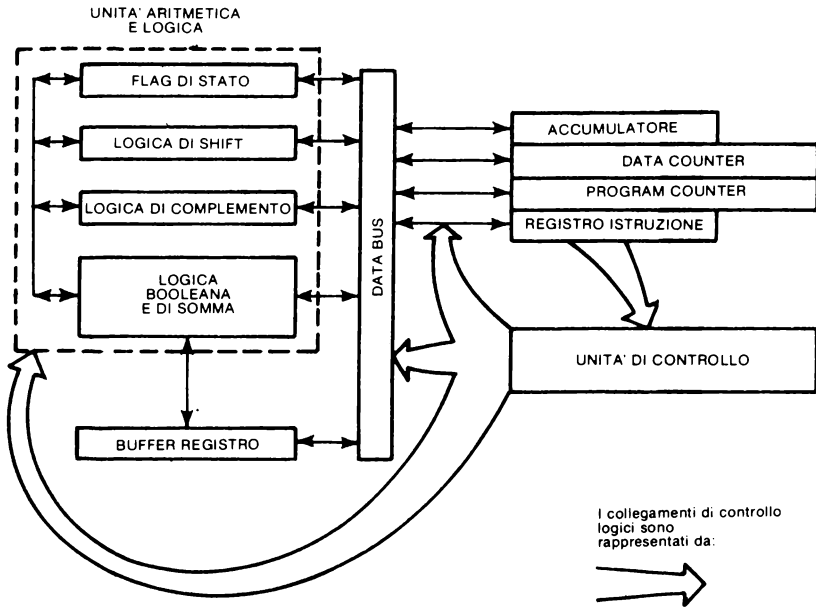 UNITA' ARITMETICA
E LOGICA
FLAG DI STATO
LOGICA DI SHIFT
LOGICA DI COMPLEMENTO
LOGICA
BOOLEANA
E DI SOMMA
BUFFER REGISTRO
DATA BUS
ACCUMULATORE
DATA COUNTER
PROGRAM COUNTER
REGISTRO ISTRUZIONE
UNITA' DI CONTROLLO
I collegamenti di controllo
logici sono
rappresentati da: